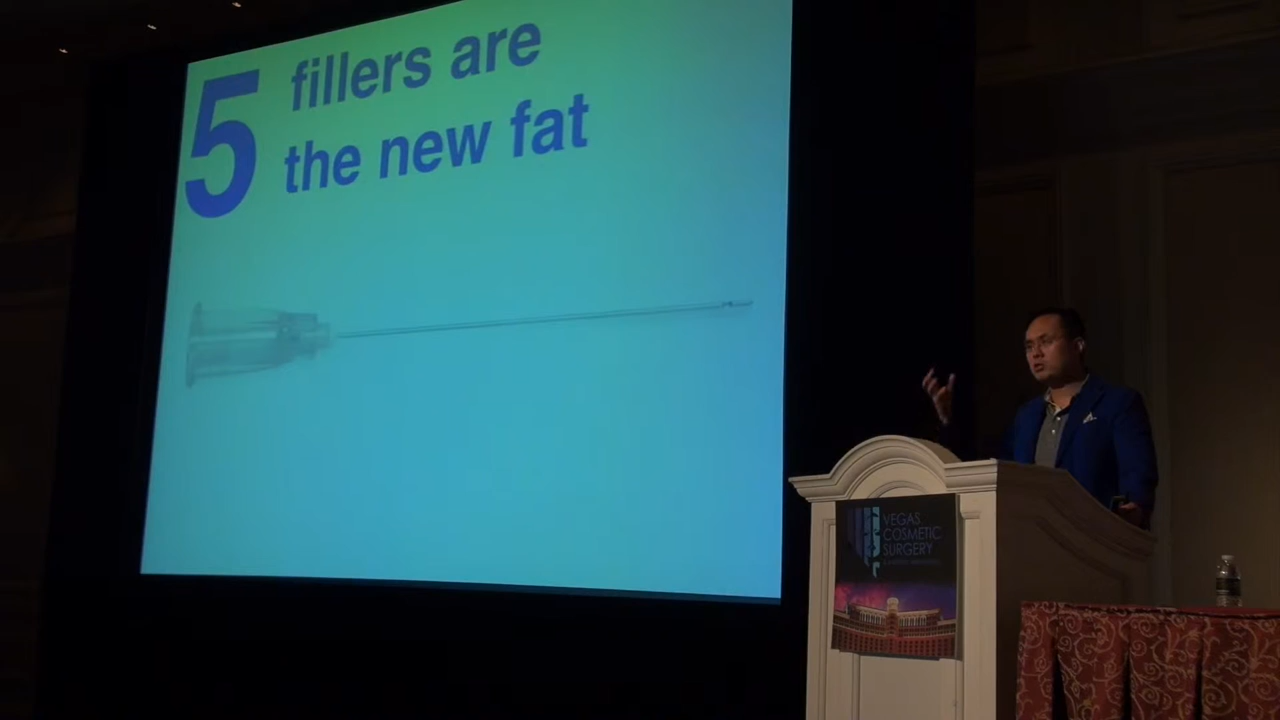 5 fillers are
the new fat
VEGAS
COSMETIC
SURGERY